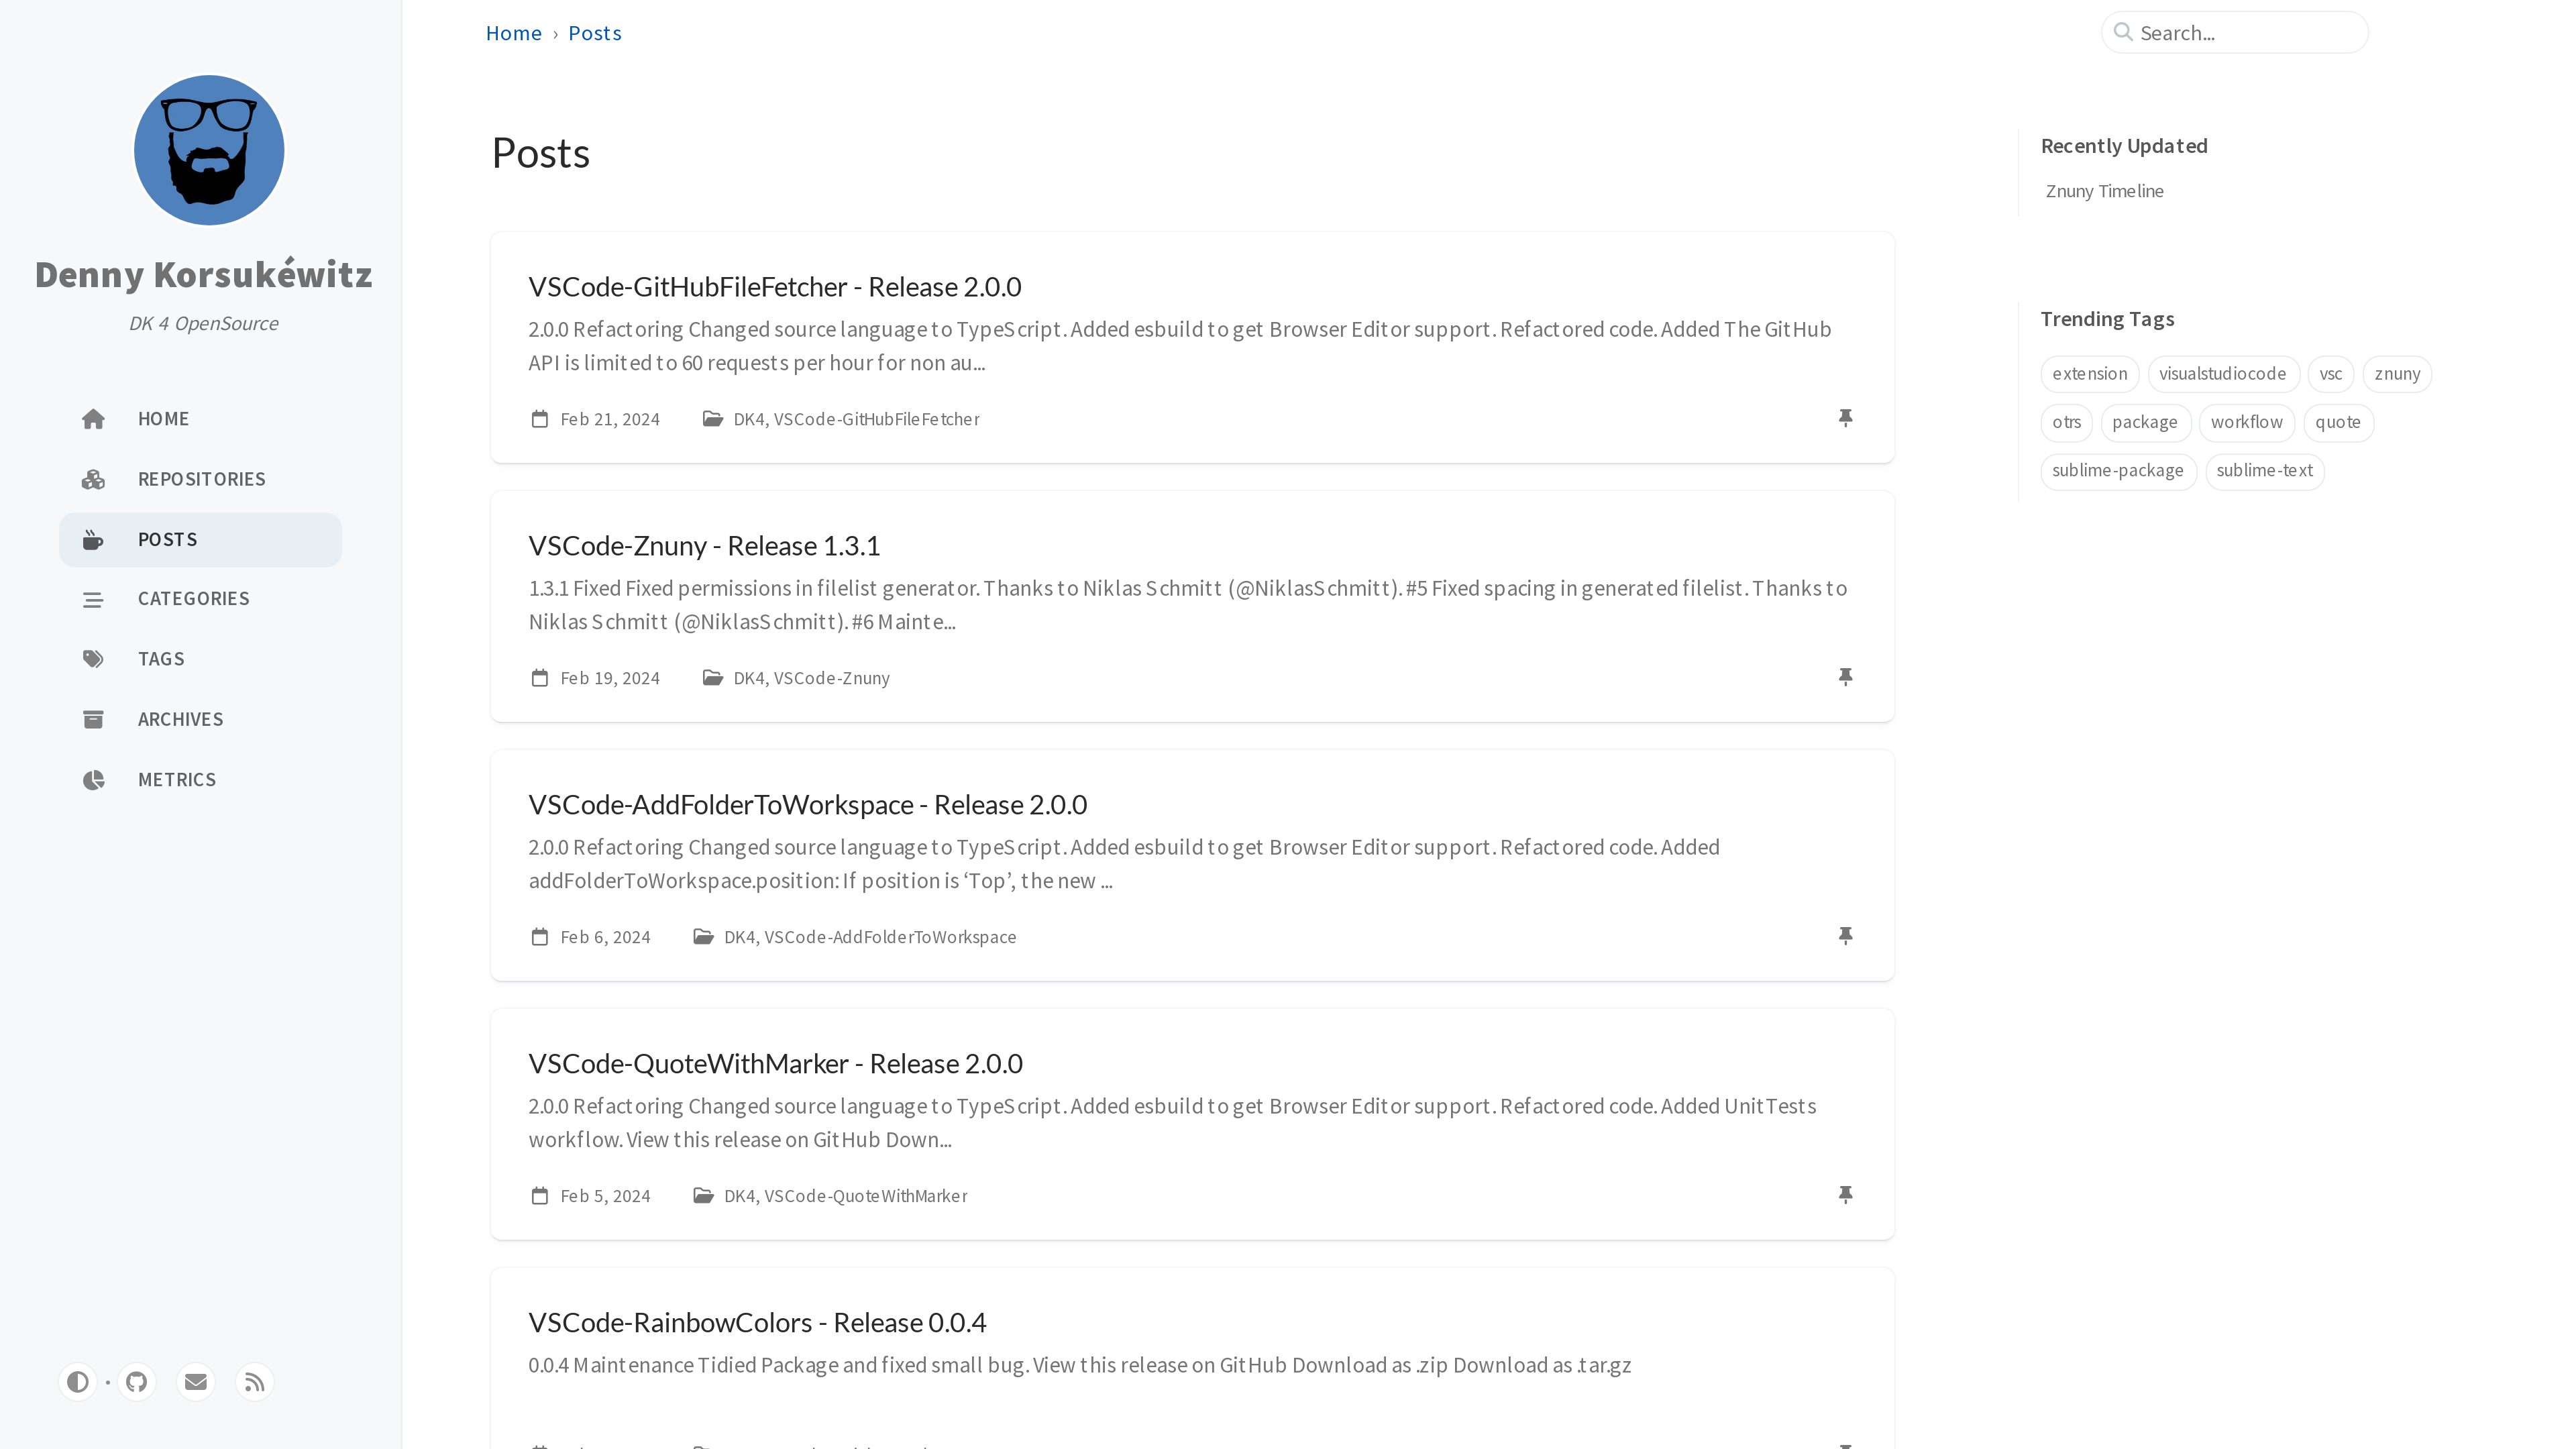 Home › Posts
Search...
Denny Korsukéwitz
DK 4 OpenSource
HOME
REPOSITORIES
POSTS
CATEGORIES
TAGS
ARCHIVES
METRICS
Posts
VSCode-GitHubFileFetcher - Release 2.0.0
2.0.0 Refactoring Changed source language to TypeScript. Added esbuild to get Browser Editor support. Refactored code. Added The GitHub
API is limited to 60 requests per hour for non au...
Feb 21, 2024 DK4, VSCode-GitHubFileFetcher
VSCode-Znuny - Release 1.3.1
1.3.1 Fixed Fixed permissions in filelist generator. Thanks to Niklas Schmitt (@NiklasSchmitt). #5 Fixed spacing in generated filelist. Thanks to
Niklas Schmitt (@NiklasSchmitt). #6 Mainte...
Feb 19, 2024 DK4, VSCode-Znuny
VSCode-AddFolderToWorkspace - Release 2.0.0
2.0.0 Refactoring Changed source language to TypeScript. Added esbuild to get Browser Editor support. Refactored code. Added
addFolderToWorkspace.position: If position is ‘Top’, the new ...
Feb 6, 2024 DK4, VSCode-AddFolderToWorkspace
VSCode-QuoteWithMarker - Release 2.0.0
2.0.0 Refactoring Changed source language to TypeScript. Added esbuild to get Browser Editor support. Refactored code. Added UnitTests
workflow. View this release on GitHub Down...
Feb 5, 2024 DK4, VSCode-QuoteWithMarker
VSCode-RainbowColors - Release 0.0.4
0.0.4 Maintenance Tidied Package and fixed small bug. View this release on GitHub Download as .zip Download as .tar.gz
Recently Updated
Znuny Timeline
Trending Tags
extension visualstudiocode vsc znuny
otrs package workflow quote
sublime-package sublime-text